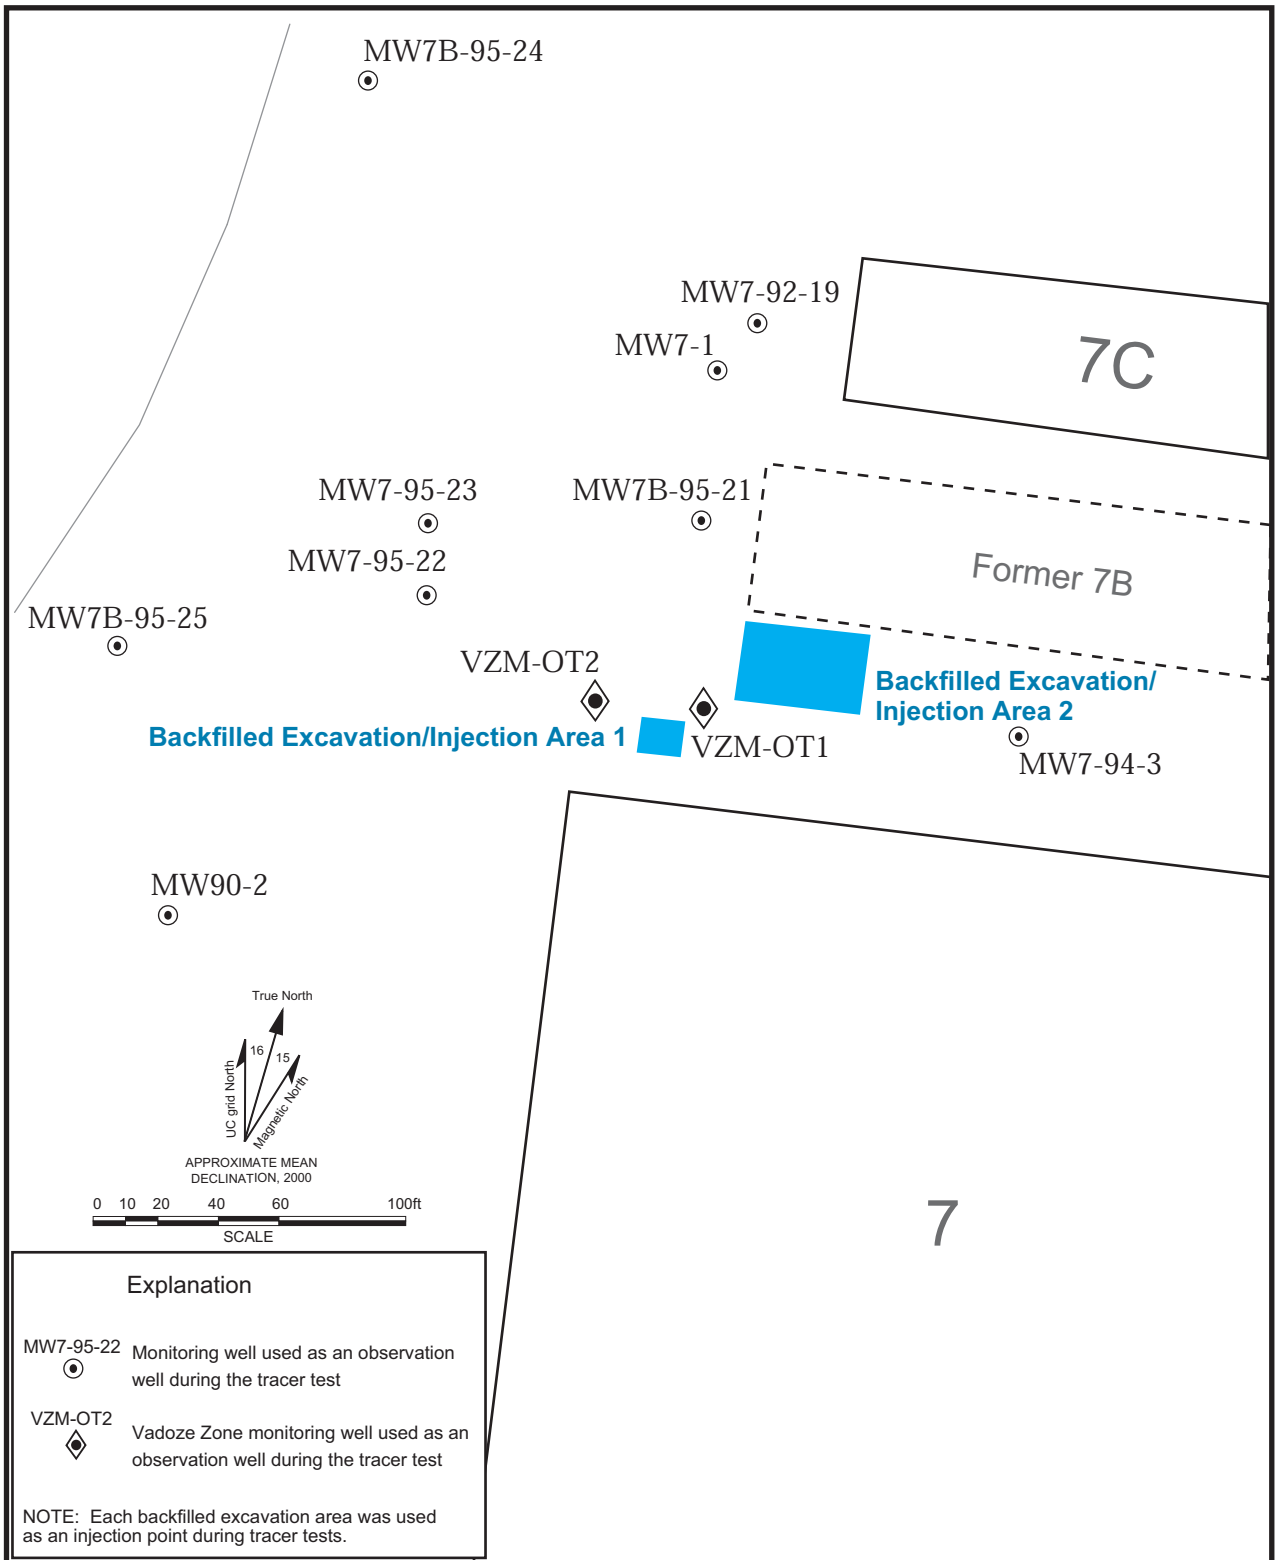 MW7B-95-24
MW7-92-19
MW7-1
7C
MW7-95-23
MW7B-95-21
MW7-95-22
Former 7B
MW7B-95-25
VZM-OT2
Backfilled Excavation/
Injection Area 2
Backfilled Excavation/Injection Area 1
VZM-OT1
MW7-94-3
MW90-2
True North
16
15
UC grid North
Magnetic North
APPROXIMATE MEAN
DECLINATION, 2000
0 10 20 40 60 100ft
SCALE
7
Explanation
MW7-95-22
Monitoring well used as an observation
well during the tracer test
VZM-OT2
Vadoze Zone monitoring well used as an
observation well during the tracer test
NOTE: Each backfilled excavation area was used
as an injection point during tracer tests.